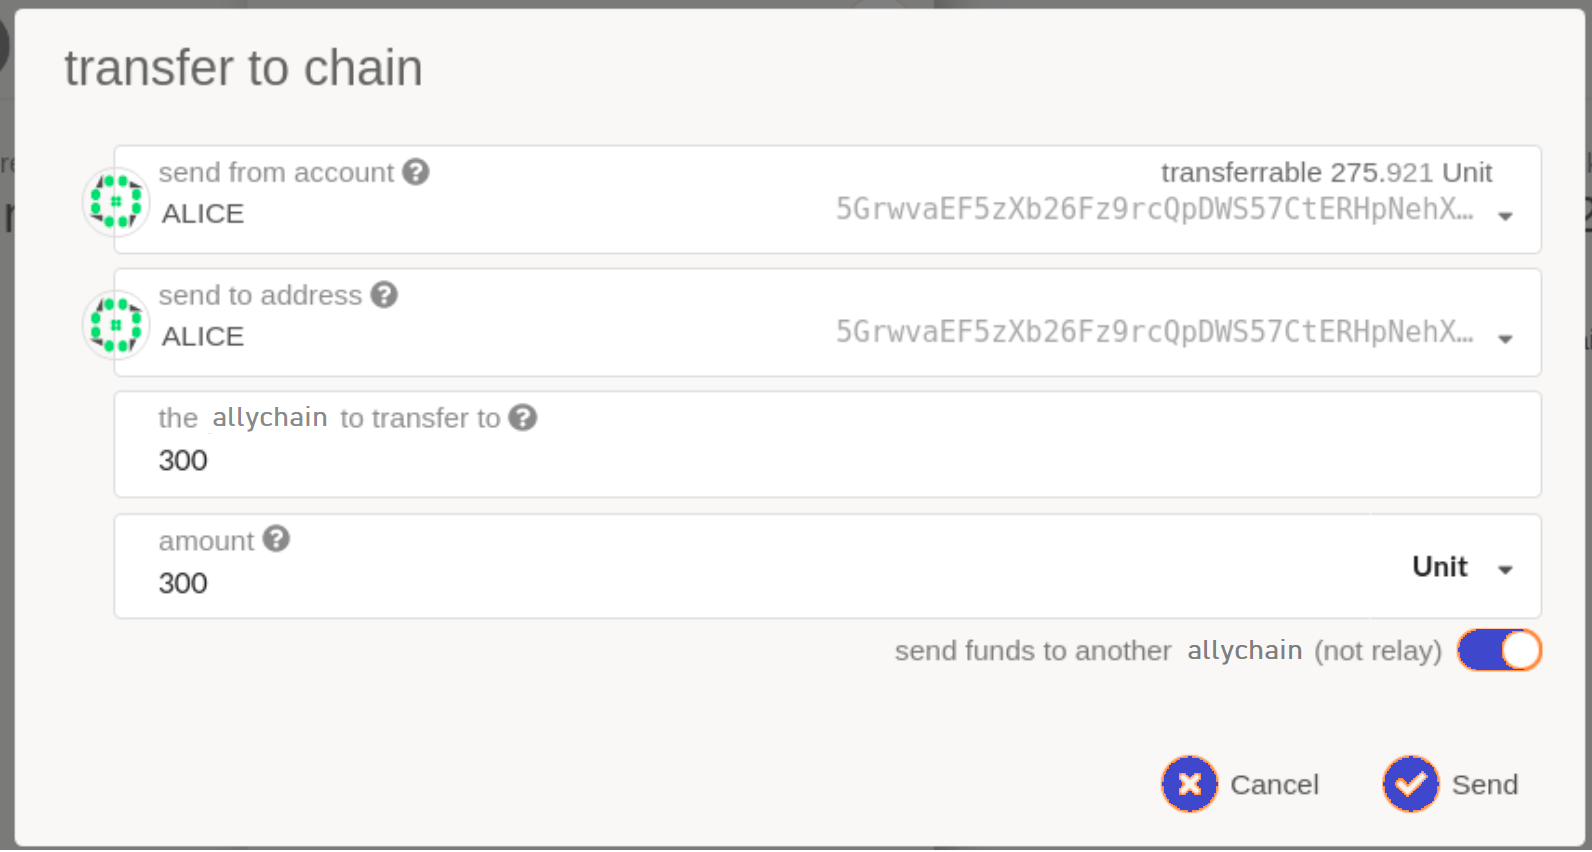 transfer to chain
send from account ?
transferrable 275.921 Unit
ALICE
5GrwvaEF5zXb26Fz9rcQpDWS57CtERHpNehX…
send to address ?
ALICE
5GrwvaEF5zXb26Fz9rcQpDWS57CtERHpNehX…
the allychain to transfer to ?
300
amount ?
300
Unit
send funds to another allychain (not relay)
Cancel
Send